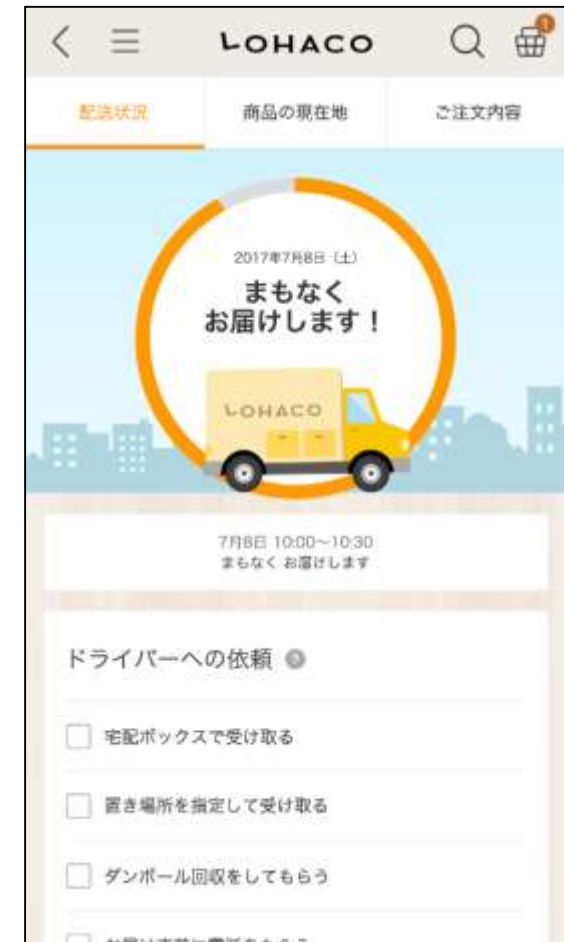 LOHACO
1
配送状況
商品の現在地
ご注文内容
2017年7月8日(土)
まもなく
お届けします!
LOHACO
7月8日 10:00〜10:30
まもなく お届けします
ドライバーへの依頼 ?
宅配ボックスで受け取る
置き場所を指定して受け取る
ダンボール回収をしてもらう